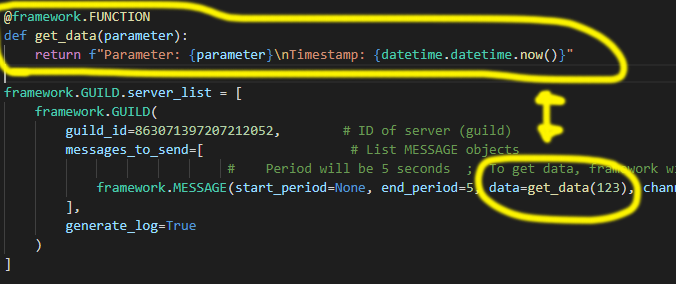 @framework.FUNCTION
def get_data(parameter):
    return f"Parameter: {parameter}\nTimestamp: {datetime.datetime.now()}"
framework.GUILD.server_list = [
    framework.GUILD(
        guild_id=863071397207212052,        # ID of server (guild)
        messages_to_send=[                  # List MESSAGE objects
                            #    Period will be 5 seconds  ; To get data, framework wi
            framework.MESSAGE(start_period=None, end_period=5, data=get_data(123), chan
        ],
        generate_log=True
    )
]